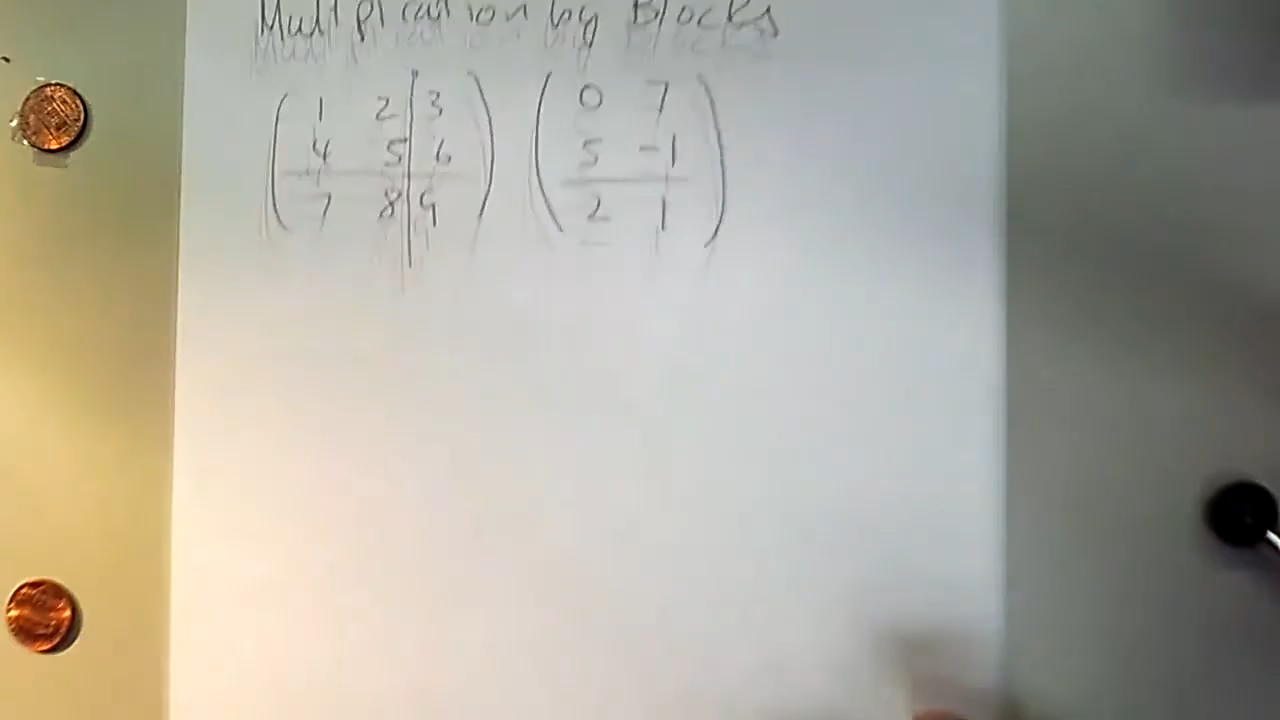 Multiplication by Blocks
( 1 2 | 3 ) ( 0 7 )
( 4 5 | 6 ) ( 5 -1 )
( 7 8 | 9 ) ( 2 1 )